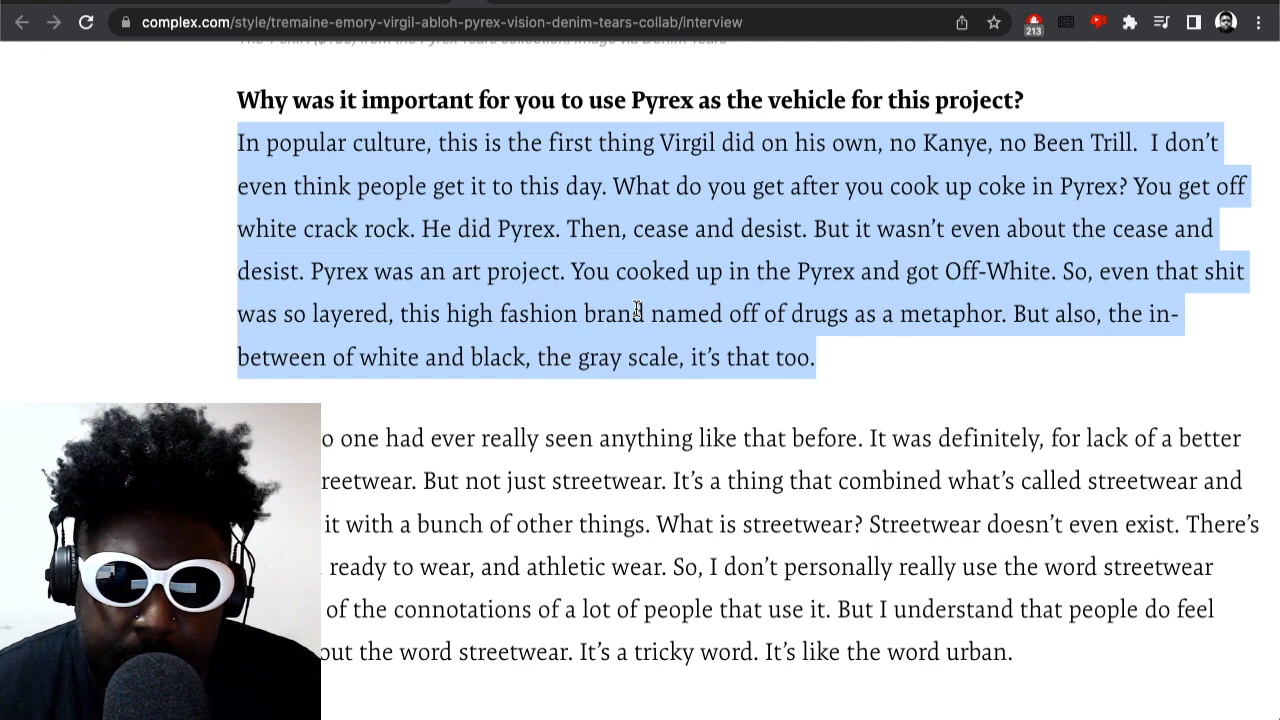 complex.com/style/tremaine-emory-virgil-abloh-pyrex-vision-denim-tears-collab/interview
213
Why was it important for you to use Pyrex as the vehicle for this project?
In popular culture, this is the first thing Virgil did on his own, no Kanye, no Been Trill.  I don't
even think people get it to this day. What do you get after you cook up coke in Pyrex? You get off
white crack rock. He did Pyrex. Then, cease and desist. But it wasn't even about the cease and
desist. Pyrex was an art project. You cooked up in the Pyrex and got Off-White. So, even that shit
was so layered, this high fashion brand named off of drugs as a metaphor. But also, the in-
between of white and black, the gray scale, it's that too.
one had ever really seen anything like that before. It was definitely, for lack of a better
reetwear. But not just streetwear. It's a thing that combined what's called streetwear and
it with a bunch of other things. What is streetwear? Streetwear doesn't even exist. There's
ready to wear, and athletic wear. So, I don't personally really use the word streetwear
of the connotations of a lot of people that use it. But I understand that people do feel
out the word streetwear. It's a tricky word. It's like the word urban.